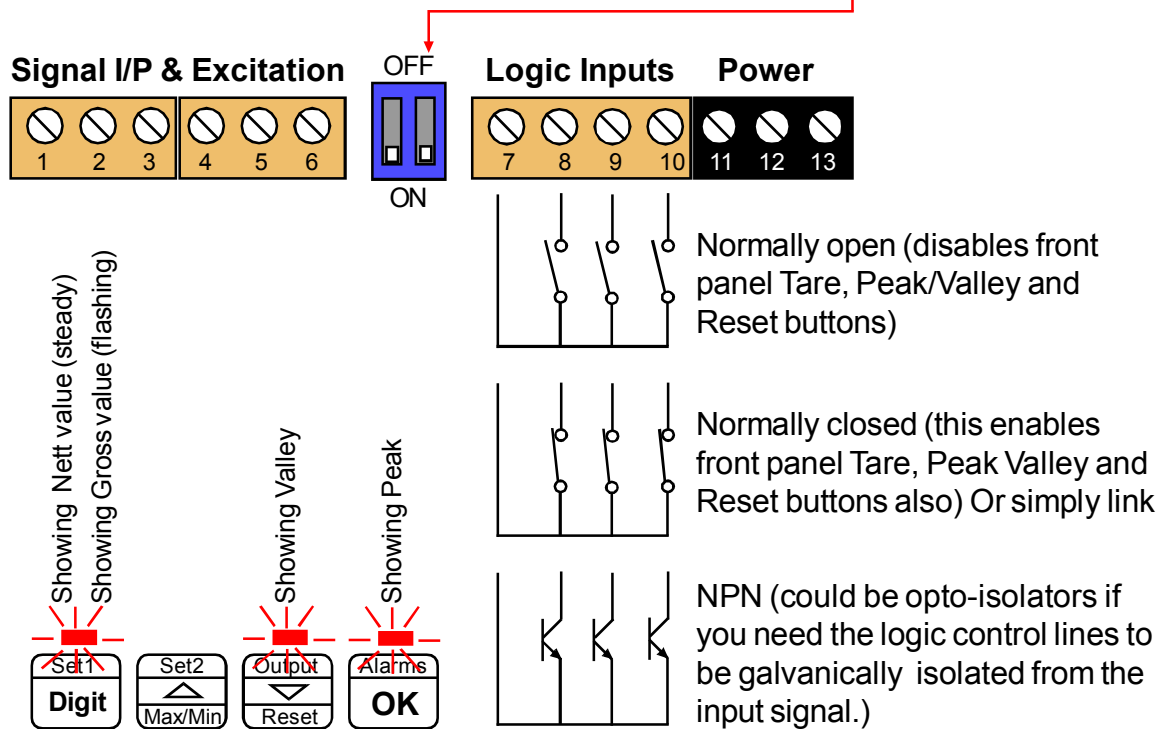 Signal I/P & Excitation
OFF
Logic Inputs
Power
1 2 3 4 5 6
7 8 9 10 11 12 13
ON
Normally open (disables front
panel Tare, Peak/Valley and
Reset buttons)
Showing Nett value (steady)
Showing Gross value (flashing)
Showing Valley
Showing Peak
Normally closed (this enables
front panel Tare, Peak Valley and
Reset buttons also) Or simply link
NPN (could be opto-isolators if
you need the logic control lines to
be galvanically isolated from the
input signal.)
Set1
Digit
Set2
Max/Min
Output
Reset
Alarms
OK